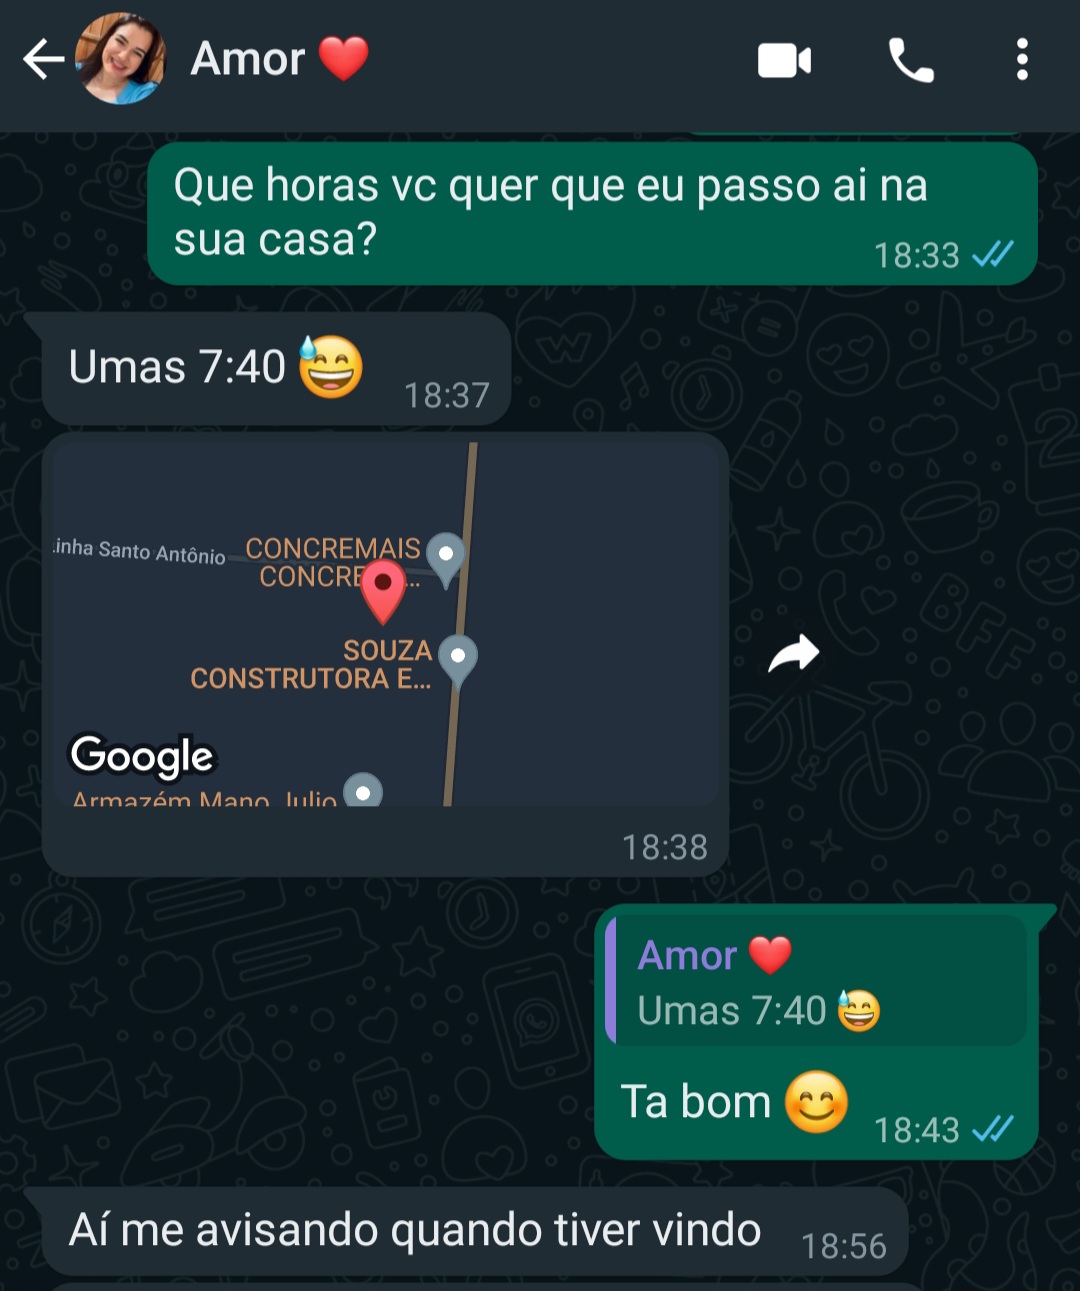 Amor ❤️
Que horas vc quer que eu passo ai na
sua casa?
18:33
Umas 7:40 😅
18:37
inha Santo Antônio
CONCREMAIS
CONCRE...
SOUZA
CONSTRUTORA E...
Google
Armazém Mano Julio
18:38
Amor ❤️
Umas 7:40 😅
Ta bom 😊
18:43
Aí me avisando quando tiver vindo
18:56